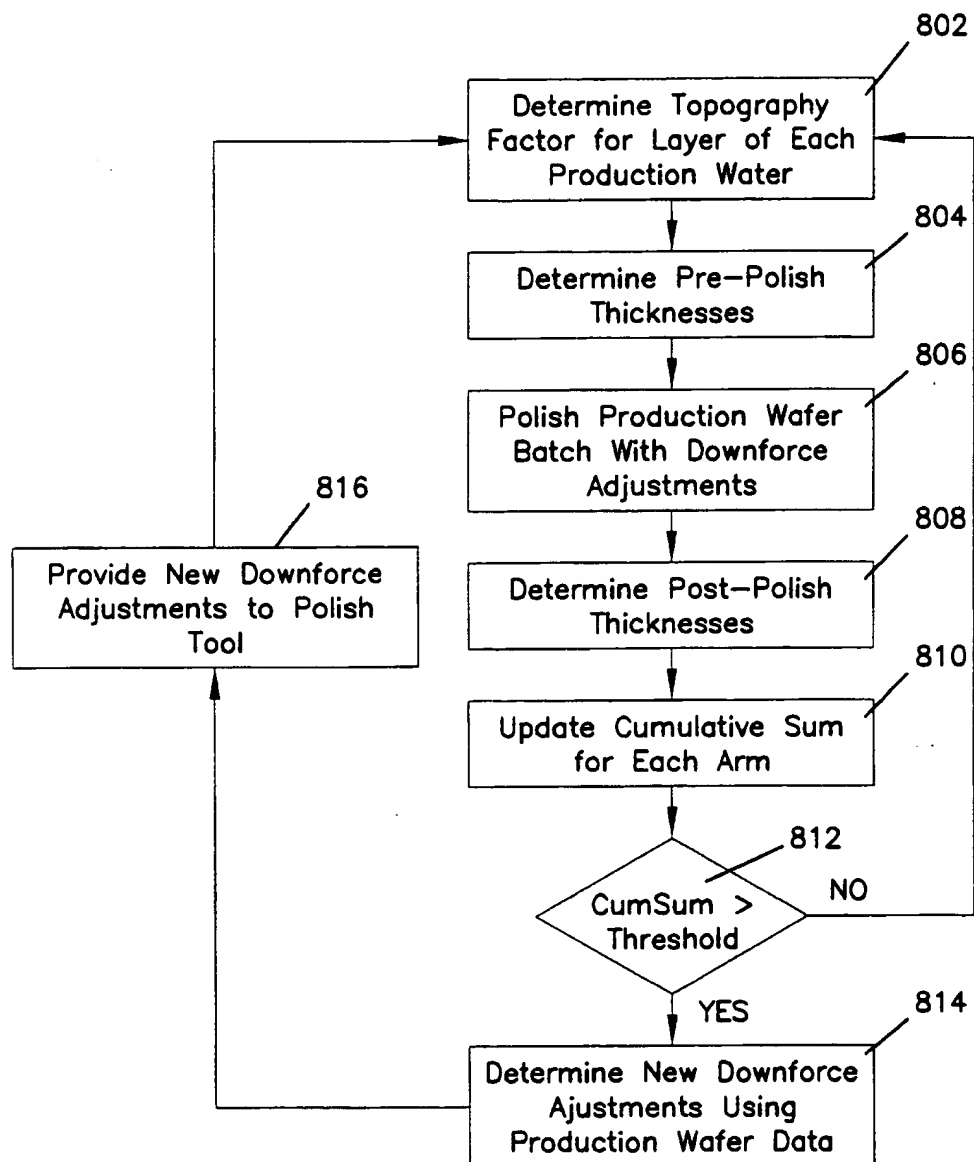 802
Determine Topography
Factor for Layer of Each
Production Water
804
Determine Pre-Polish
Thicknesses
806
Polish Production Wafer
Batch With Downforce
Adjustments
816
Provide New Downforce
Adjustments to Polish
Tool
808
Determine Post-Polish
Thicknesses
810
Update Cumulative Sum
for Each Arm
812
CumSum >
Threshold
NO
YES
814
Determine New Downforce
Ajustments Using
Production Wafer Data